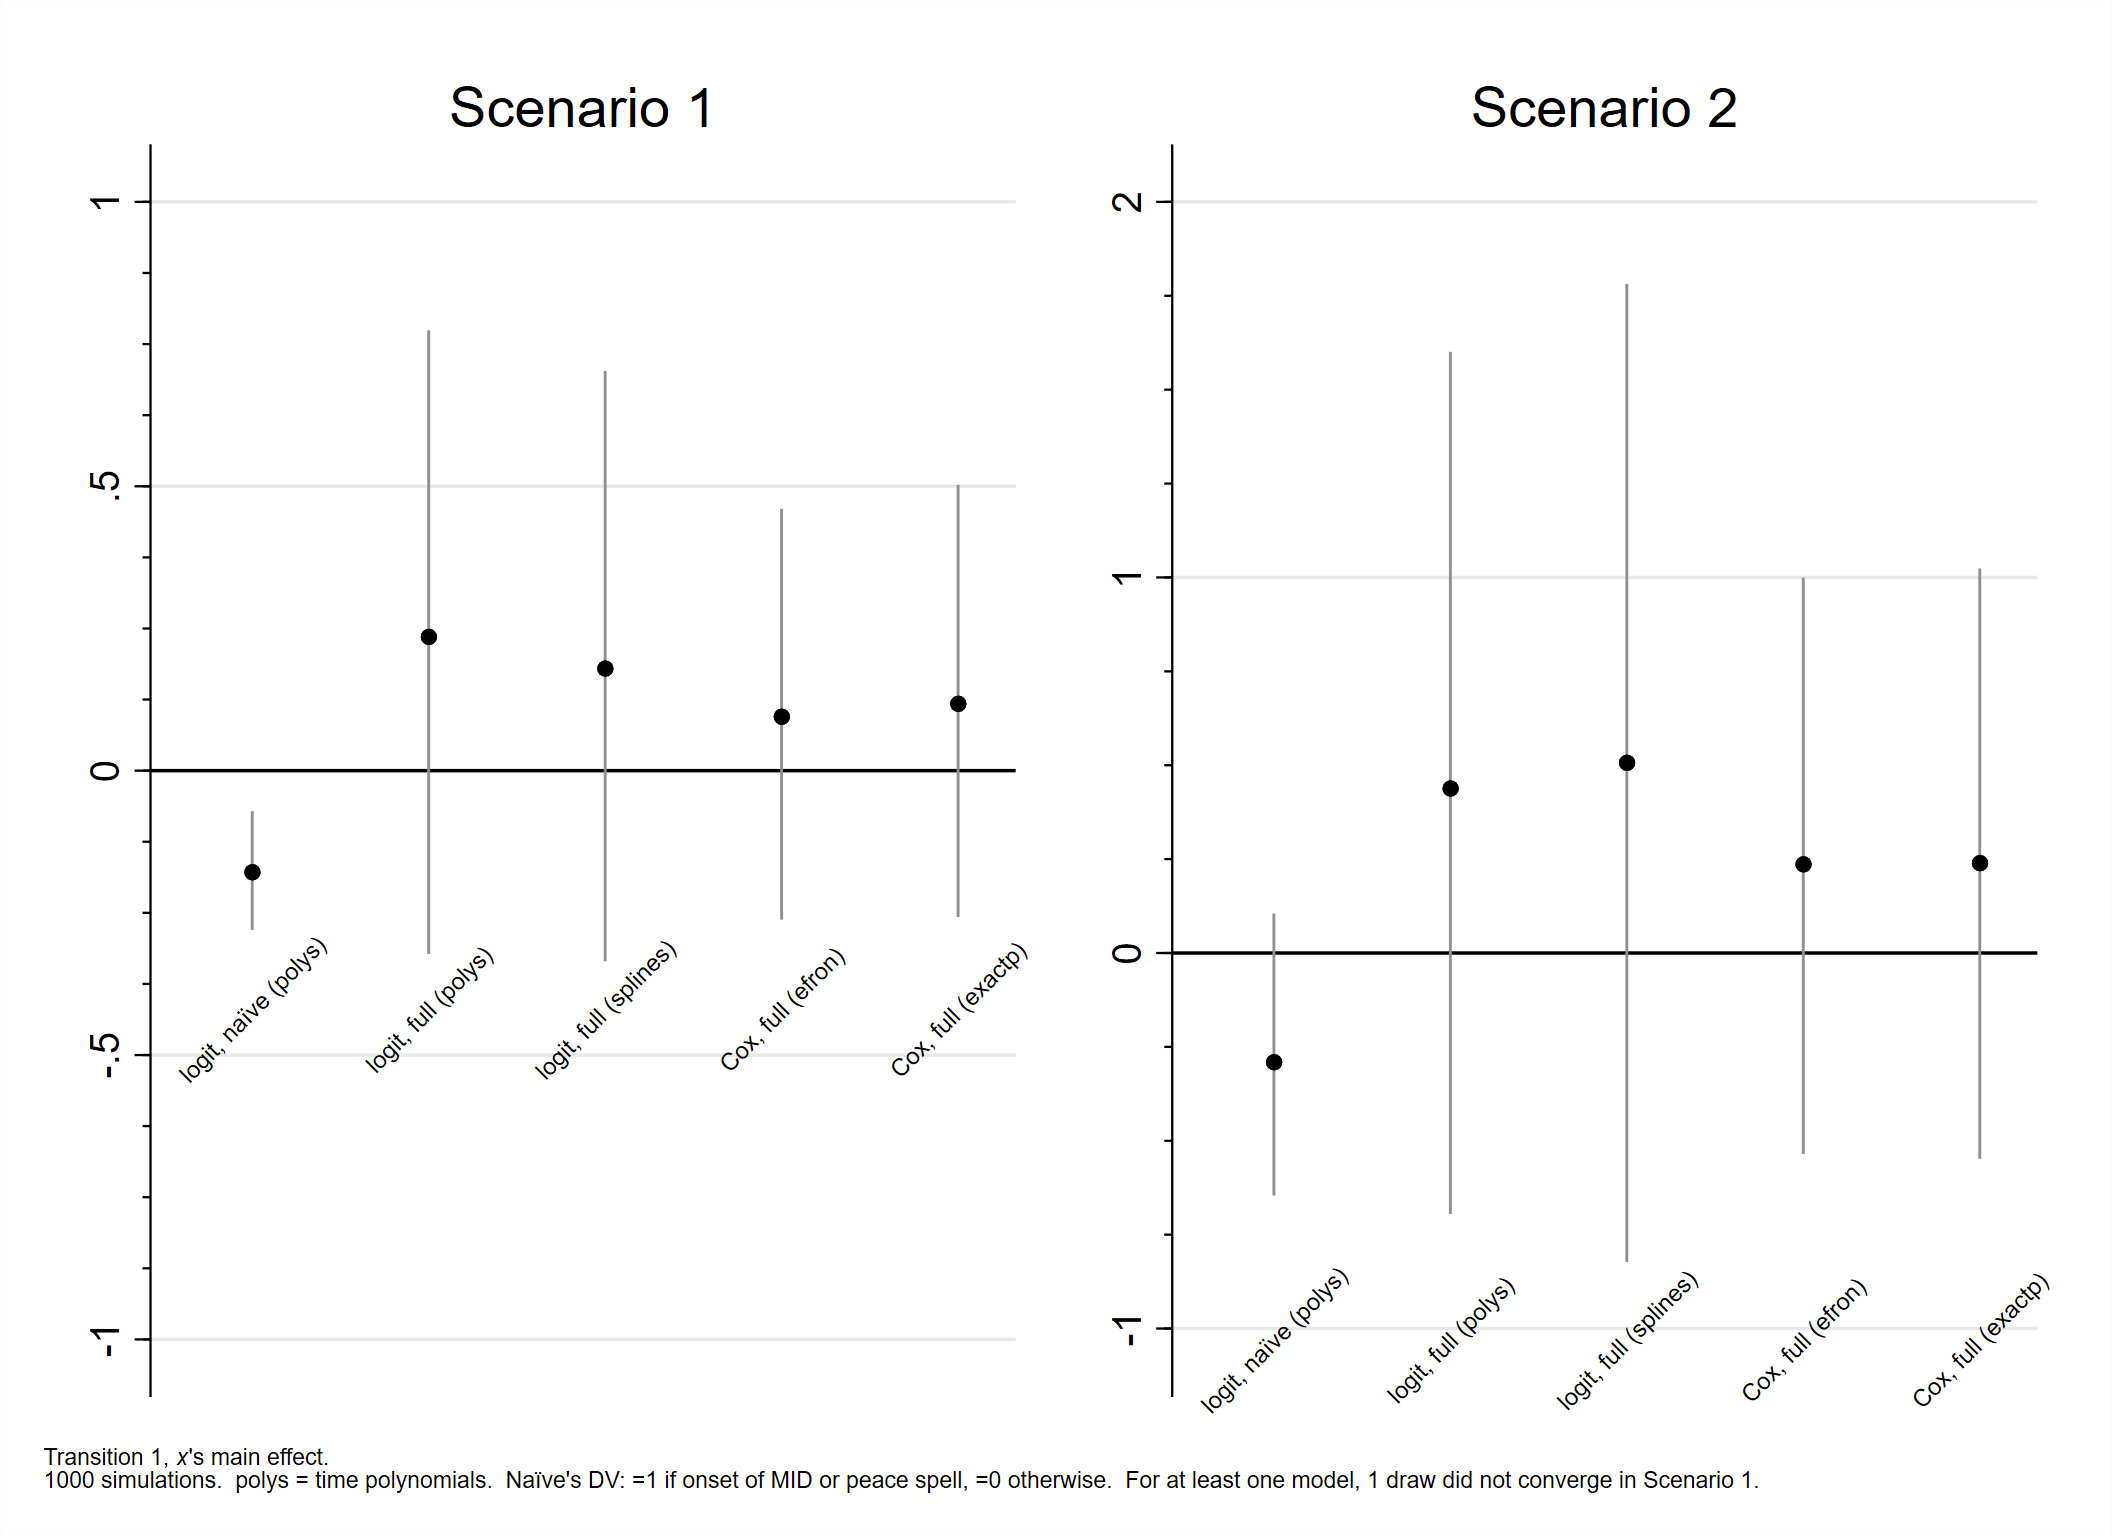 Scenario 1
1
.5
0
-.5
-1
logit, naïve (polys)
logit, full (polys)
logit, full (splines)
Cox, full (efron)
Cox, full (exactp)
Scenario 2
2
1
0
-1
logit, naïve (polys)
logit, full (polys)
logit, full (splines)
Cox, full (efron)
Cox, full (exactp)
Transition 1, x's main effect.
1000 simulations.  polys = time polynomials.  Naïve's DV: =1 if onset of MID or peace spell, =0 otherwise.  For at least one model, 1 draw did not converge in Scenario 1.